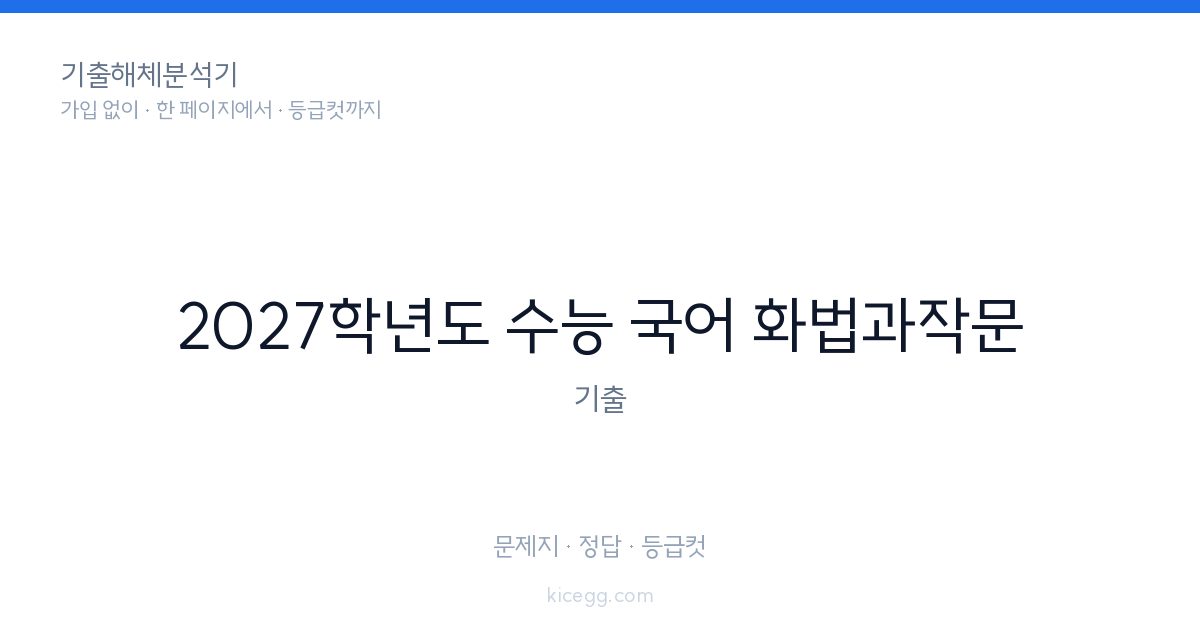 기출해체분석기
가입 없이 · 한 페이지에서 · 등급컷까지
2027학년도 수능 국어 화법과작문
기출
문제지 · 정답 · 등급컷
kicegg.com